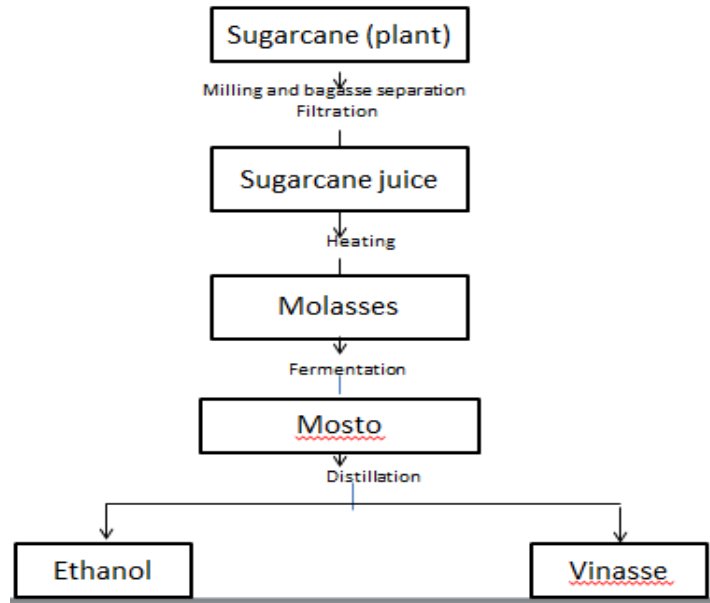 Sugarcane (plant)
Milling and bagasse separation
Filtration
Sugarcane juice
Heating
Molasses
Fermentation
Mosto
Distillation
Ethanol
Vinasse